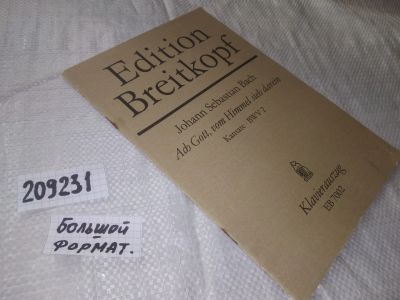 Edition
Breitkopf
Johann Sebastian Bach
Ach Gott, vom Himmel sieh darein
Kantate BWV 2
Klavierauszug
EB 7002
209231
Большой
ФОРМАТ.